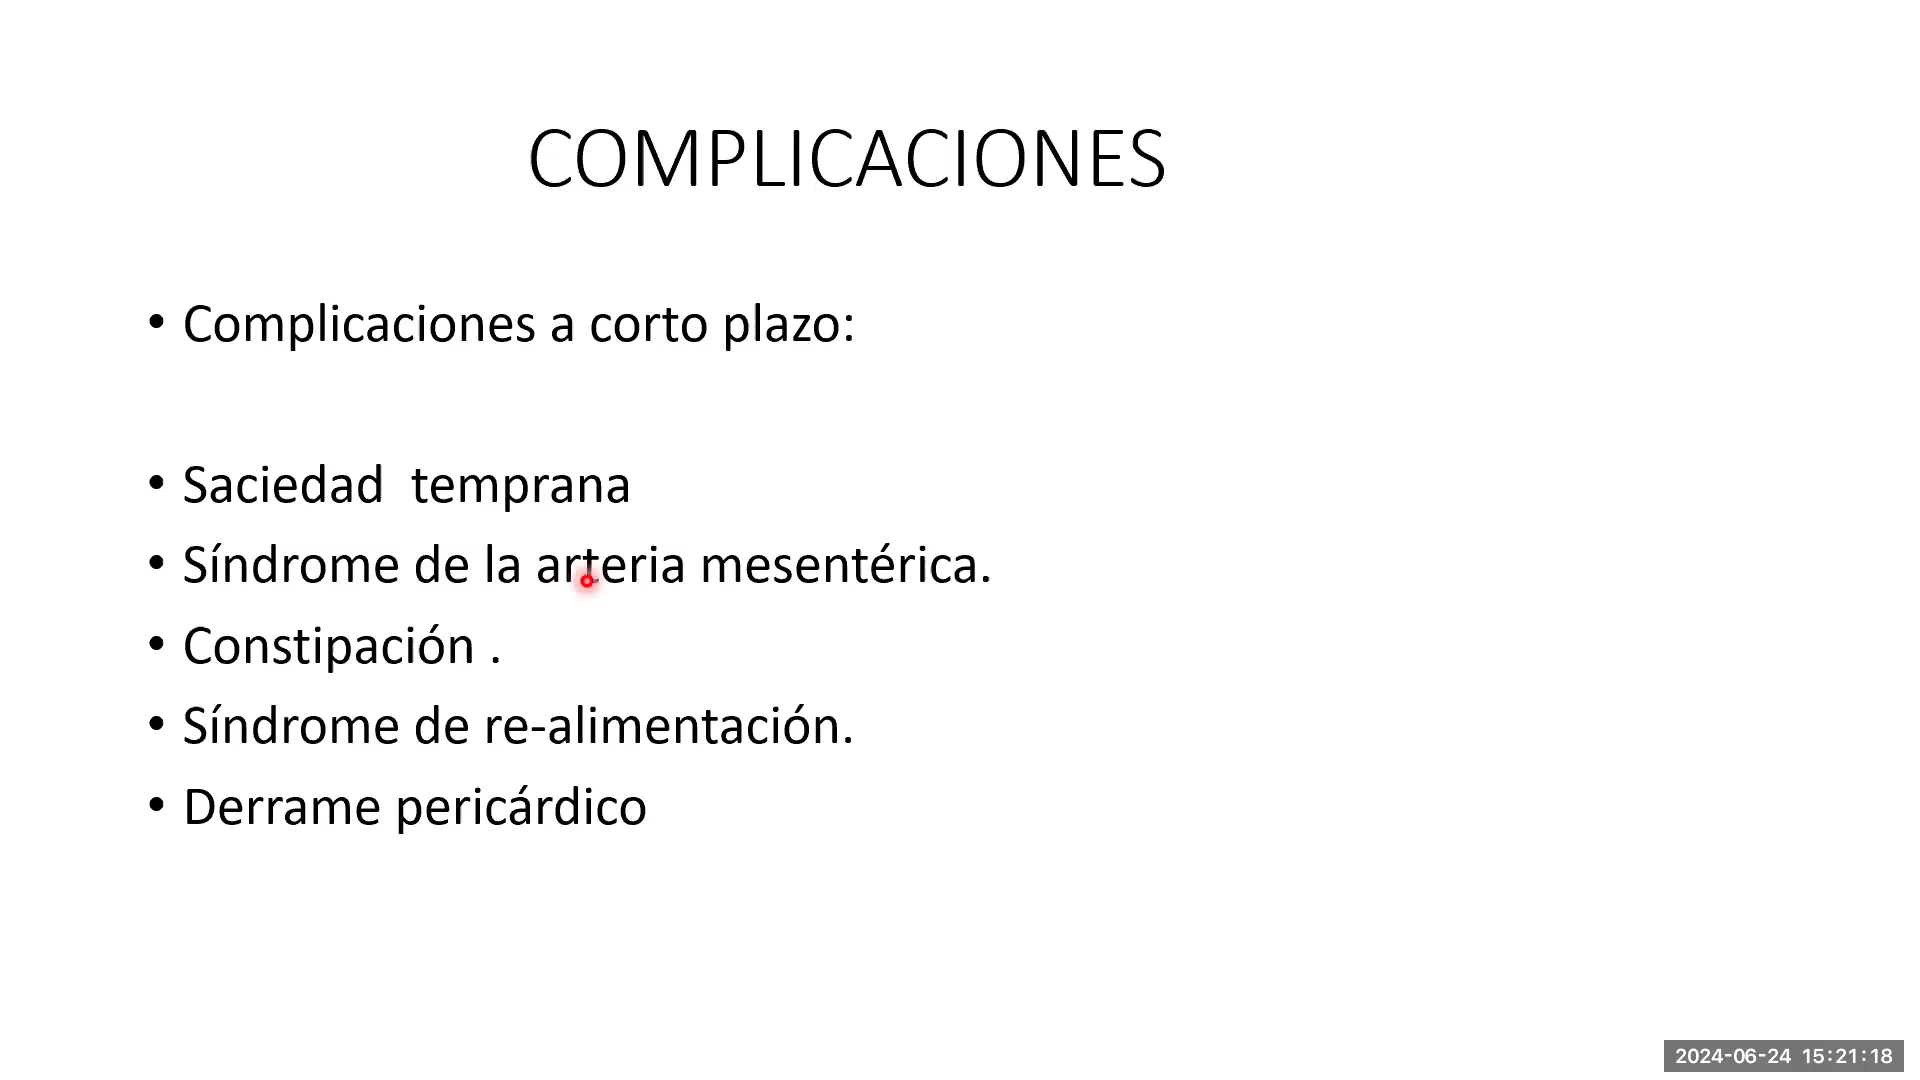 COMPLICACIONES
• Complicaciones a corto plazo:
• Saciedad  temprana
• Síndrome de la arteria mesentérica.
• Constipación .
• Síndrome de re-alimentación.
• Derrame pericárdico
2024-06-24 15:21:18